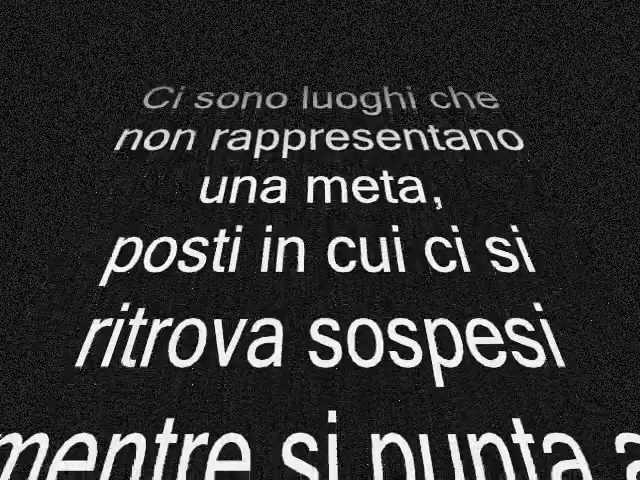 Ci sono luoghi che
non rappresentano
una meta,
posti in cui ci si
ritrova sospesi
mentre si punta a